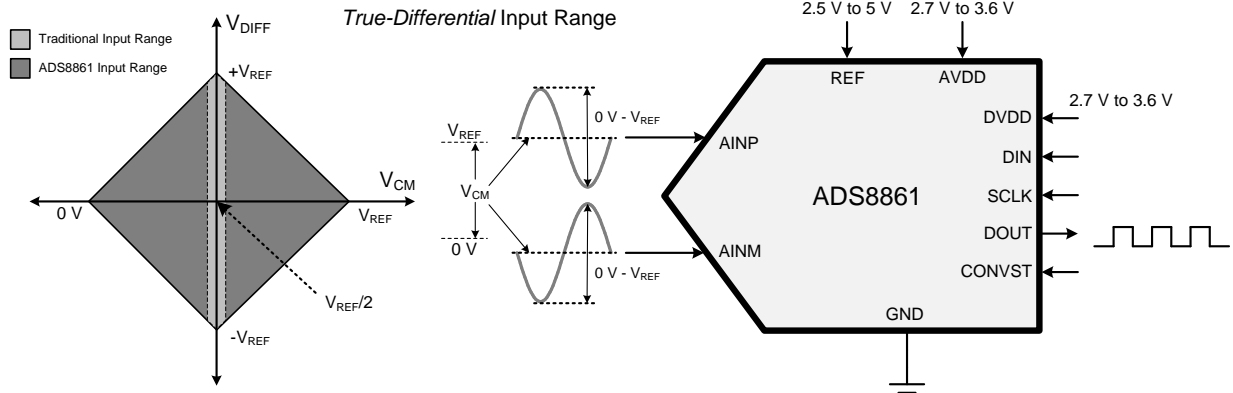 True-Differential Input Range
2.5 V to 5 V
2.7 V to 3.6 V
Traditional Input Range
ADS8861 Input Range
VDIFF
+VREF
VCM
0 V
VREF
VREF/2
-VREF
VREF
VCM
0 V
0 V - VREF
0 V - VREF
REF
AVDD
2.7 V to 3.6 V
DVDD
AINP
DIN
ADS8861
SCLK
DOUT
AINM
CONVST
GND